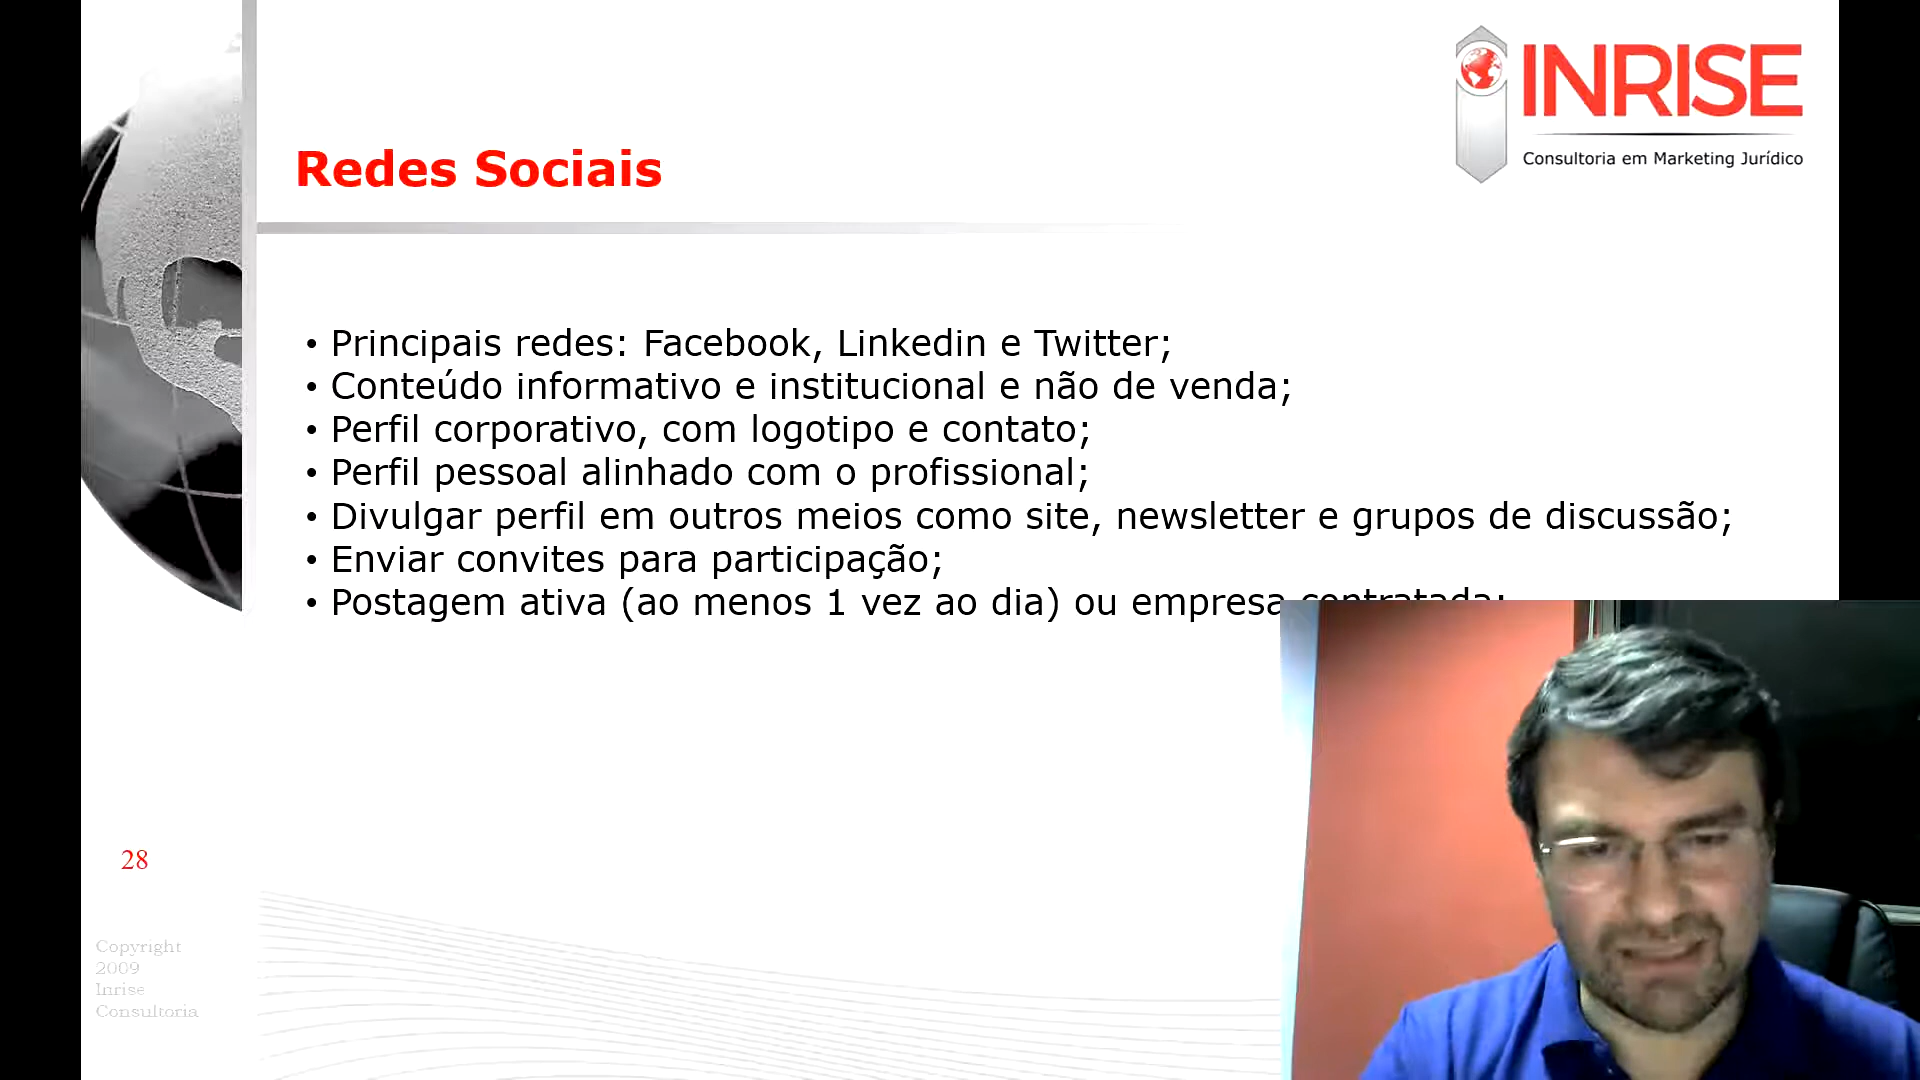 INRISE
Consultoria em Marketing Jurídico
Redes Sociais
• Principais redes: Facebook, Linkedin e Twitter;
• Conteúdo informativo e institucional e não de venda;
• Perfil corporativo, com logotipo e contato;
• Perfil pessoal alinhado com o profissional;
• Divulgar perfil em outros meios como site, newsletter e grupos de discussão;
• Enviar convites para participação;
• Postagem ativa (ao menos 1 vez ao dia) ou empresa contratada;
28
Copyright
2009
Inrise
Consultoria